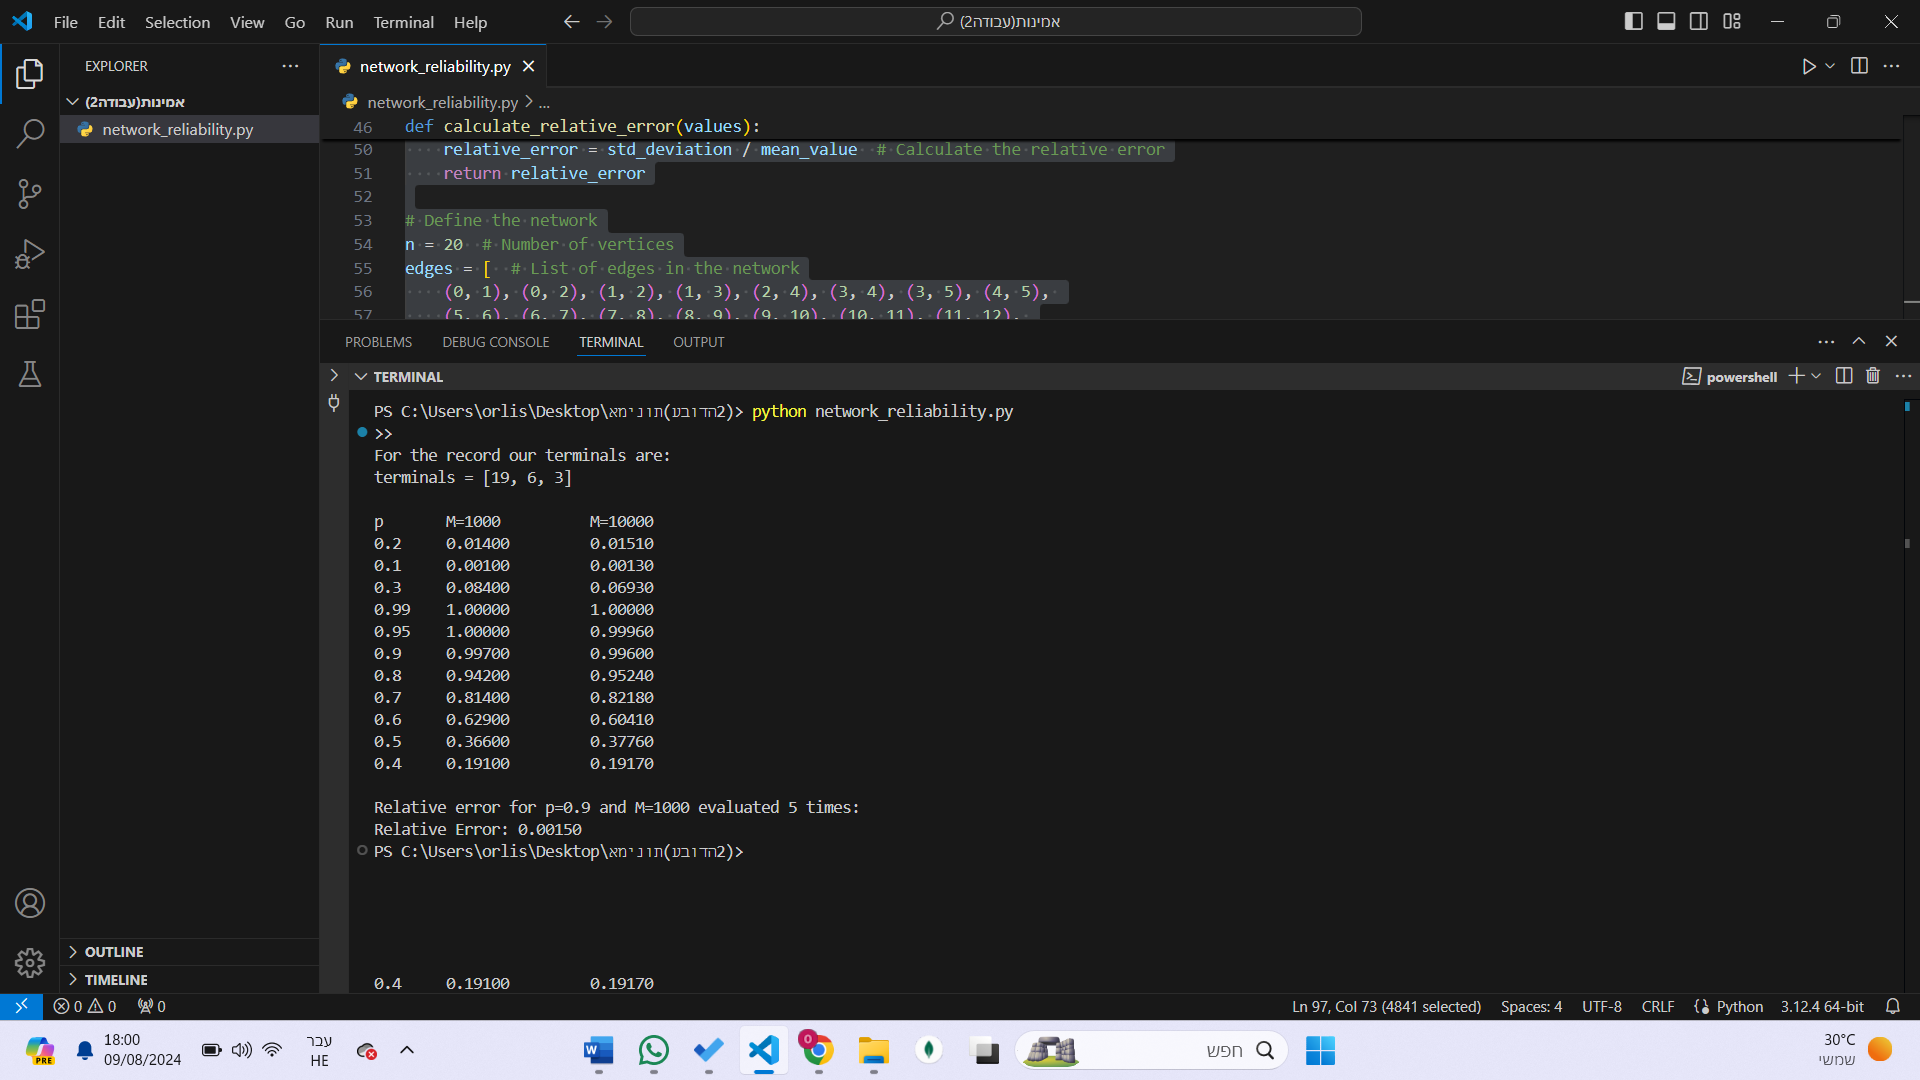 File Edit Selection View Go Run Terminal Help
אמינות(עבודה2)
EXPLORER
אמינות(עבודה2)
network_reliability.py
network_reliability.py
network_reliability.py > ...
46 def calculate_relative_error(values):
50 relative_error = std_deviation / mean_value # Calculate the relative error
51 return relative_error
52
53 # Define the network
54 n = 20 # Number of vertices
55 edges = [ # List of edges in the network
56 (0, 1), (0, 2), (1, 2), (1, 3), (2, 4), (3, 4), (3, 5), (4, 5),
57 (5, 6), (6, 7), (7, 8), (8, 9), (9, 10), (10, 11), (11, 12),
PROBLEMS DEBUG CONSOLE TERMINAL OUTPUT
TERMINAL
powershell
PS C:\Users\orlis\Desktop\אמינות(עבודה2)> python network_reliability.py
>>
For the record our terminals are:
terminals = [19, 6, 3]
p M=1000 M=10000
0.2 0.01400 0.01510
0.1 0.00100 0.00130
0.3 0.08400 0.06930
0.99 1.00000 1.00000
0.95 1.00000 0.99960
0.9 0.99700 0.99600
0.8 0.94200 0.95240
0.7 0.81400 0.82180
0.6 0.62900 0.60410
0.5 0.36600 0.37760
0.4 0.19100 0.19170
Relative error for p=0.9 and M=1000 evaluated 5 times:
Relative Error: 0.00150
PS C:\Users\orlis\Desktop\אמינות(עבודה2)>
0.4 0.19100 0.19170
OUTLINE
TIMELINE
0 0 0
Ln 97, Col 73 (4841 selected) Spaces: 4 UTF-8 CRLF Python 3.12.4 64-bit
PRE
18:00
09/08/2024
עבר
HE
0
חפש
30°C
שמשי